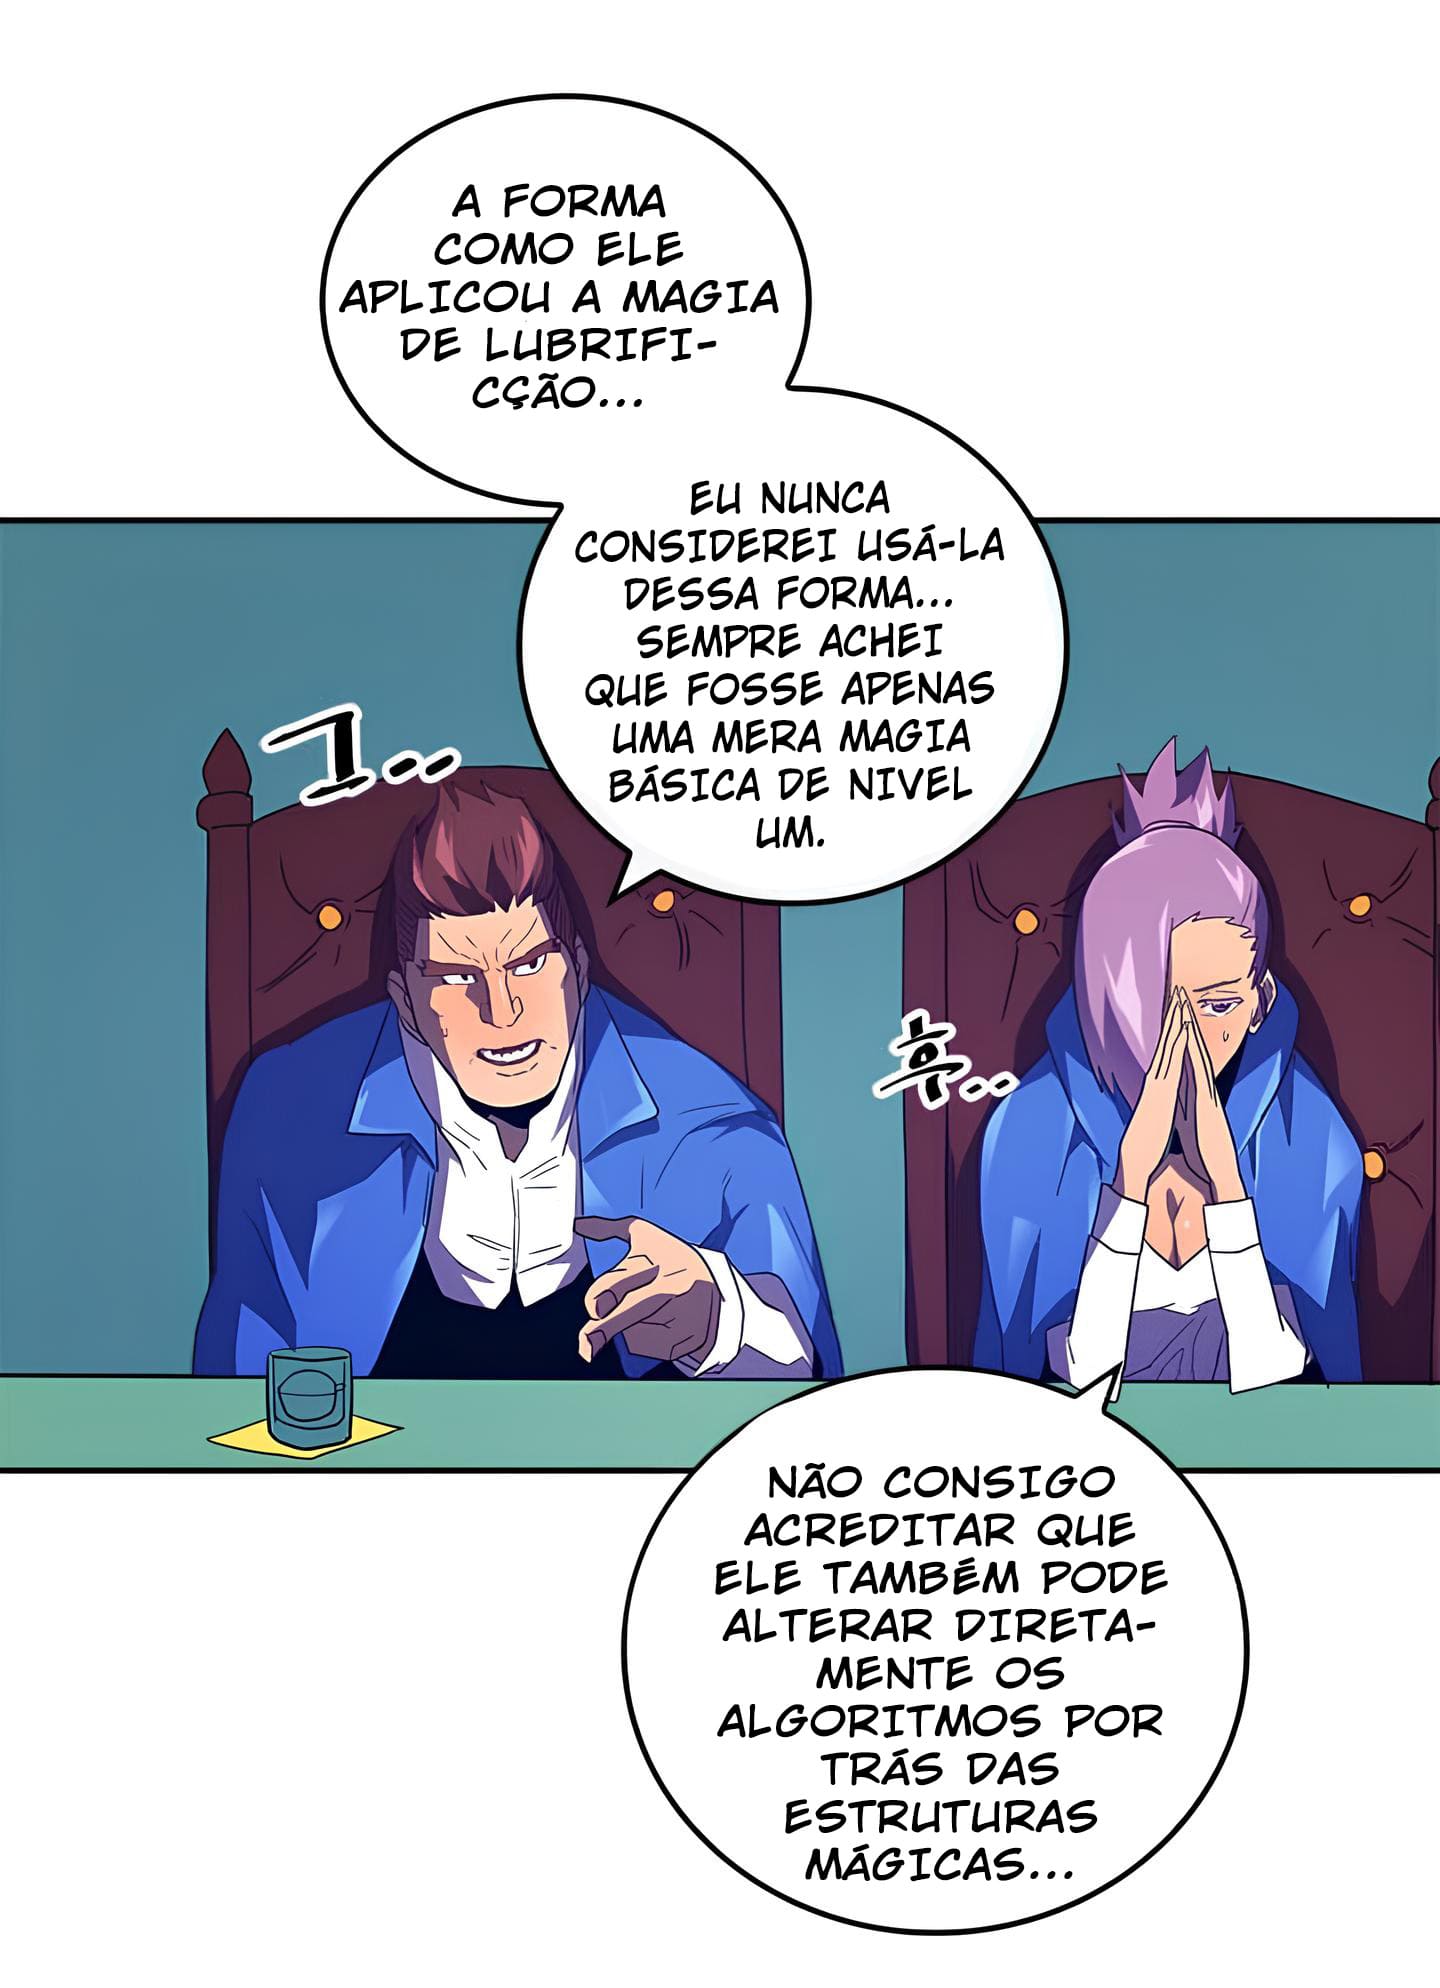 A FORMA
COMO ELE
APLICOU A MAGIA
DE LUBRIFI-
CÇÃO...
EU NUNCA
CONSIDEREI USÁ-LA
DESSA FORMA...
SEMPRE ACHEI
QUE FOSSE APENAS
UMA MERA MAGIA
BÁSICA DE NIVEL
UM.
그..
후..
NÃO CONSIGO
ACREDITAR QUE
ELE TAMBÉM PODE
ALTERAR DIRETA-
MENTE OS
ALGORITMOS POR
TRÁS DAS
ESTRUTURAS
MÁGICAS...